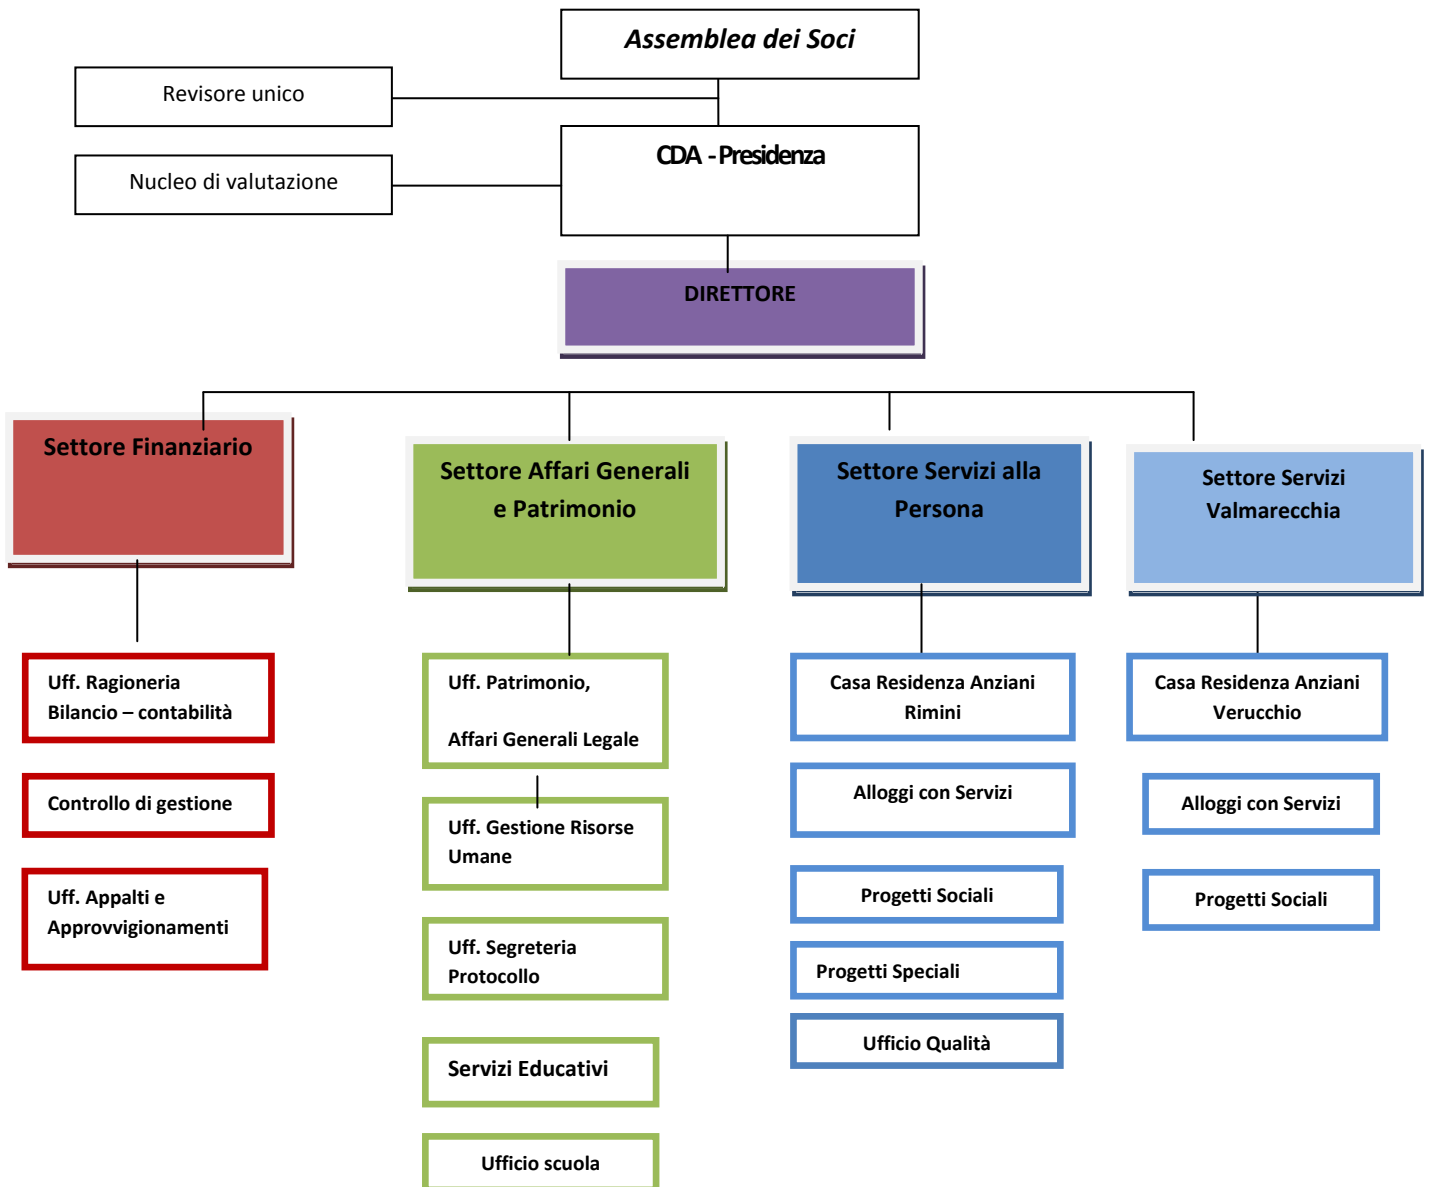 Assemblea dei Soci
Revisore unico
CDA - Presidenza
Nucleo di valutazione
DIRETTORE
Settore Finanziario
Settore Affari Generali
e Patrimonio
Settore Servizi alla
Persona
Settore Servizi
Valmarecchia
Uff. Ragioneria
Bilancio – contabilità
Controllo di gestione
Uff. Appalti e
Approvvigionamenti
Uff. Patrimonio,
Affari Generali Legale
Uff. Gestione Risorse
Umane
Uff. Segreteria
Protocollo
Servizi Educativi
Ufficio scuola
Casa Residenza Anziani
Rimini
Alloggi con Servizi
Progetti Sociali
Progetti Speciali
Ufficio Qualità
Casa Residenza Anziani
Verucchio
Alloggi con Servizi
Progetti Sociali